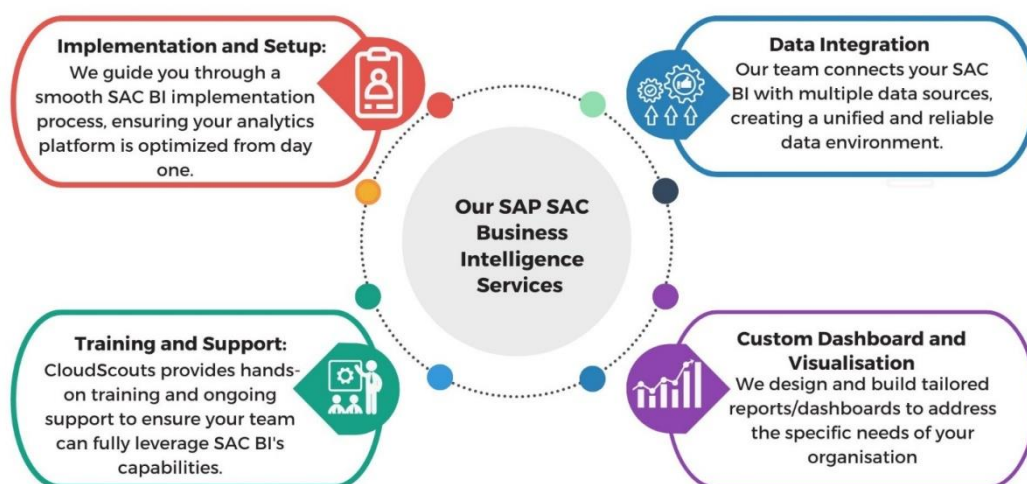 Implementation and Setup:
We guide you through a
smooth SAC BI implementation
process, ensuring your analytics
platform is optimized from day
one.
Data Integration
Our team connects your SAC
BI with multiple data sources,
creating a unified and reliable
data environment.
Our SAP SAC
Business
Intelligence
Services
Training and Support:
CloudScouts provides hands-
on training and ongoing
support to ensure your team
can fully leverage SAC BI's
capabilities.
Custom Dashboard and
Visualisation
We design and build tailored
reports/dashboards to address
the specific needs of your
organisation